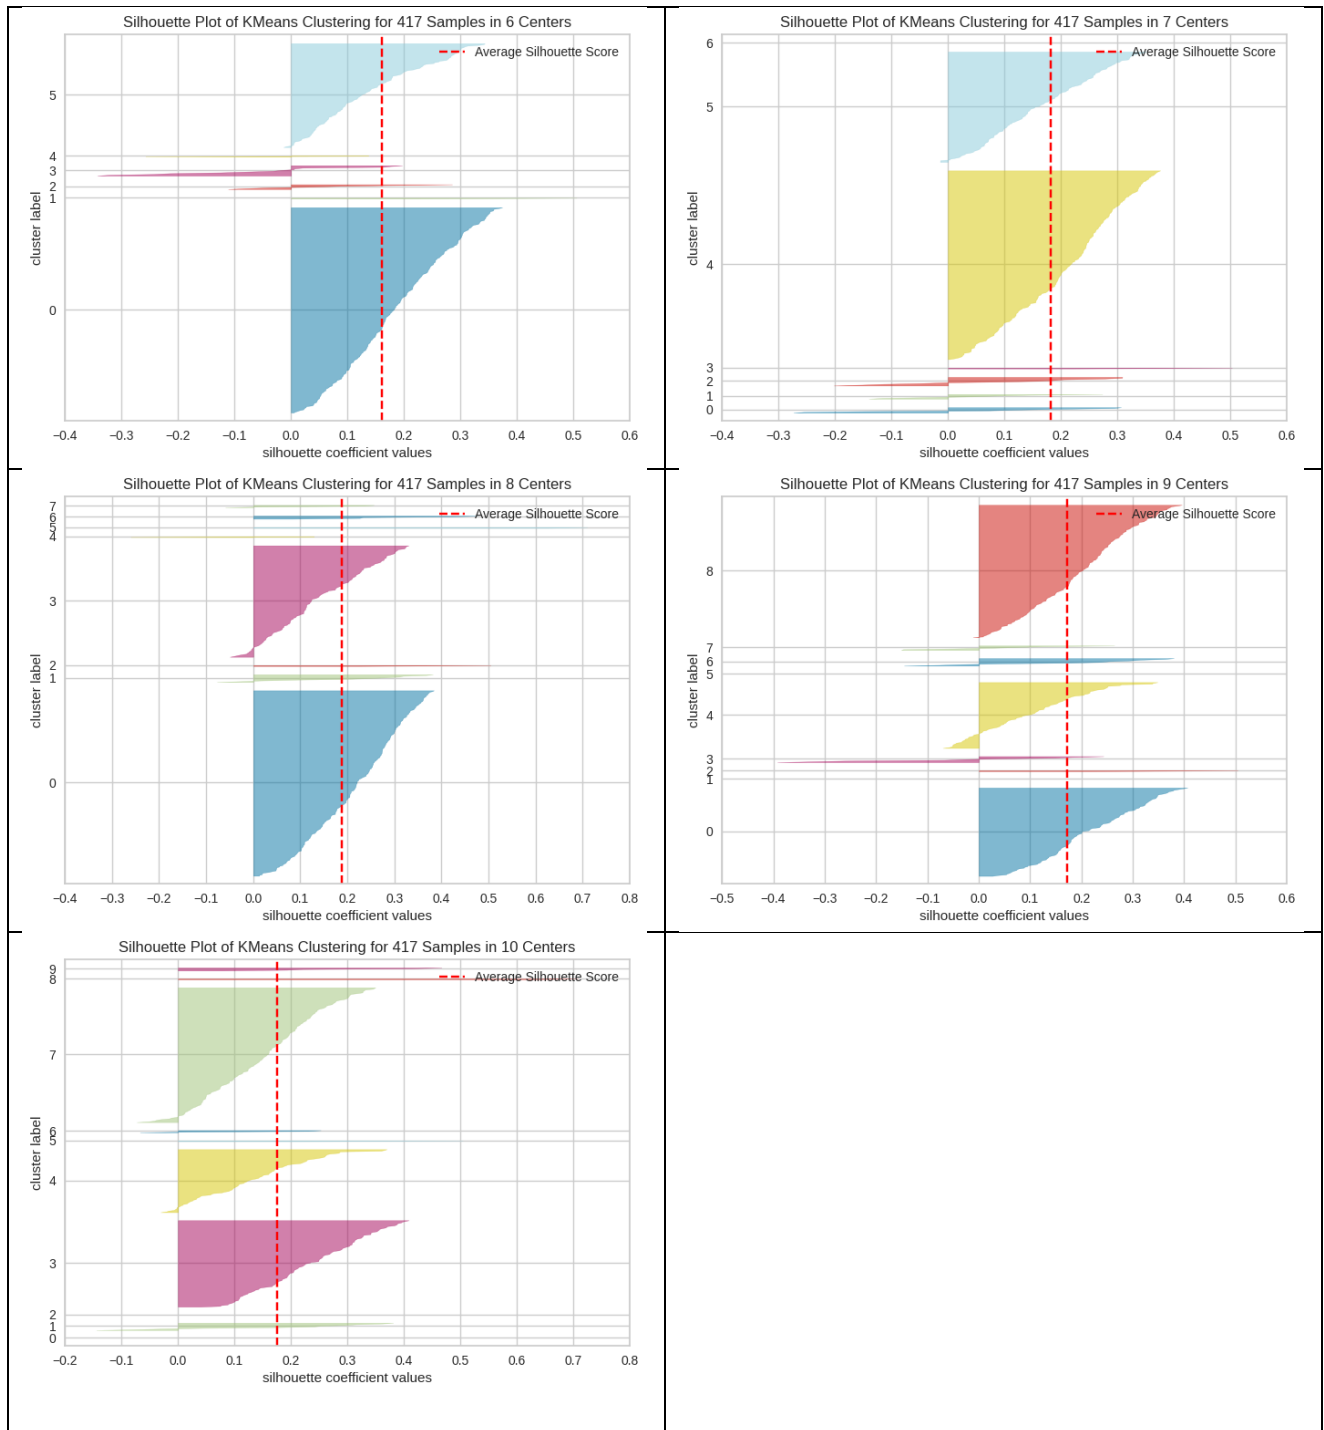 Silhouette Plot of KMeans Clustering for 417 Samples in 6 Centers
Average Silhouette Score
5
4
3
2
1
0
cluster label
−0.4 −0.3 −0.2 −0.1 0.0 0.1 0.2 0.3 0.4 0.5 0.6
silhouette coefficient values
Silhouette Plot of KMeans Clustering for 417 Samples in 7 Centers
Average Silhouette Score
6
5
4
3
2
1
0
cluster label
−0.4 −0.3 −0.2 −0.1 0.0 0.1 0.2 0.3 0.4 0.5 0.6
silhouette coefficient values
Silhouette Plot of KMeans Clustering for 417 Samples in 8 Centers
Average Silhouette Score
7
6
5
4
3
2
1
0
cluster label
−0.4 −0.3 −0.2 −0.1 0.0 0.1 0.2 0.3 0.4 0.5 0.6 0.7 0.8
silhouette coefficient values
Silhouette Plot of KMeans Clustering for 417 Samples in 9 Centers
Average Silhouette Score
8
7
6
5
4
3
2
1
0
cluster label
−0.5 −0.4 −0.3 −0.2 −0.1 0.0 0.1 0.2 0.3 0.4 0.5 0.6
silhouette coefficient values
Silhouette Plot of KMeans Clustering for 417 Samples in 10 Centers
Average Silhouette Score
9
8
7
6
5
4
3
2
1
0
cluster label
−0.2 −0.1 0.0 0.1 0.2 0.3 0.4 0.5 0.6 0.7 0.8
silhouette coefficient values